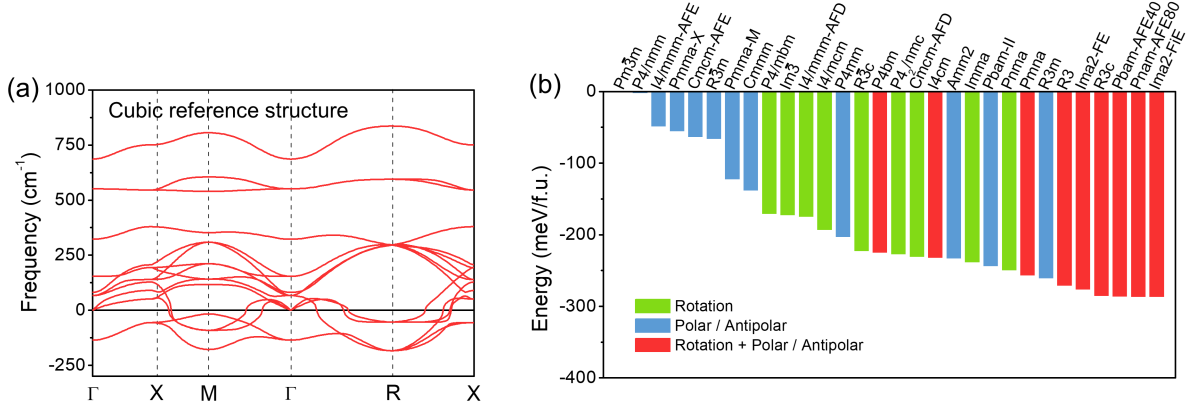 (a)
Cubic reference structure
Frequency (cm⁻¹)
1000
750
500
250
0
-250
Γ X M Γ R X
(b)
Pm3̄m
P4/mmm
I4/mmm-AFE
Pmma-X
Cmcm-AFE
R3̄m
Pmma-M
Cmmm
P4/mbm
Im3̄
I4/mmm-AFD
I4/mcm
P4mm
R3̄c
P4bm
P4₂/nmc
Cmcm-AFD
I4cm
Amm2
Imma
Pbam-II
Pnma
Pmna
R3m
R3
Ima2-FE
R3c
Pbam-AFE40
Pnam-AFE80
Ima2-FiE
Energy (meV/f.u.)
0
-100
-200
-300
-400
Rotation
Polar / Antipolar
Rotation + Polar / Antipolar